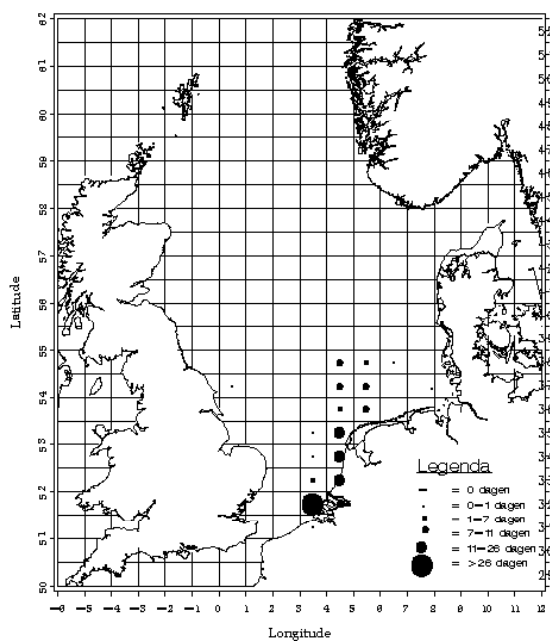 62
61
60
59
58
57
56
55
54
53
52
51
50
Latitude
Legenda
= 0 dagen
= 0-1 dagen
= 1-7 dagen
= 7-11 dagen
= 11-26 dagen
= >26 dagen
-6 -5 -4 -3 -2 -1 0 1 2 3 4 5 6 7 8 9 10 11 12
Longitude